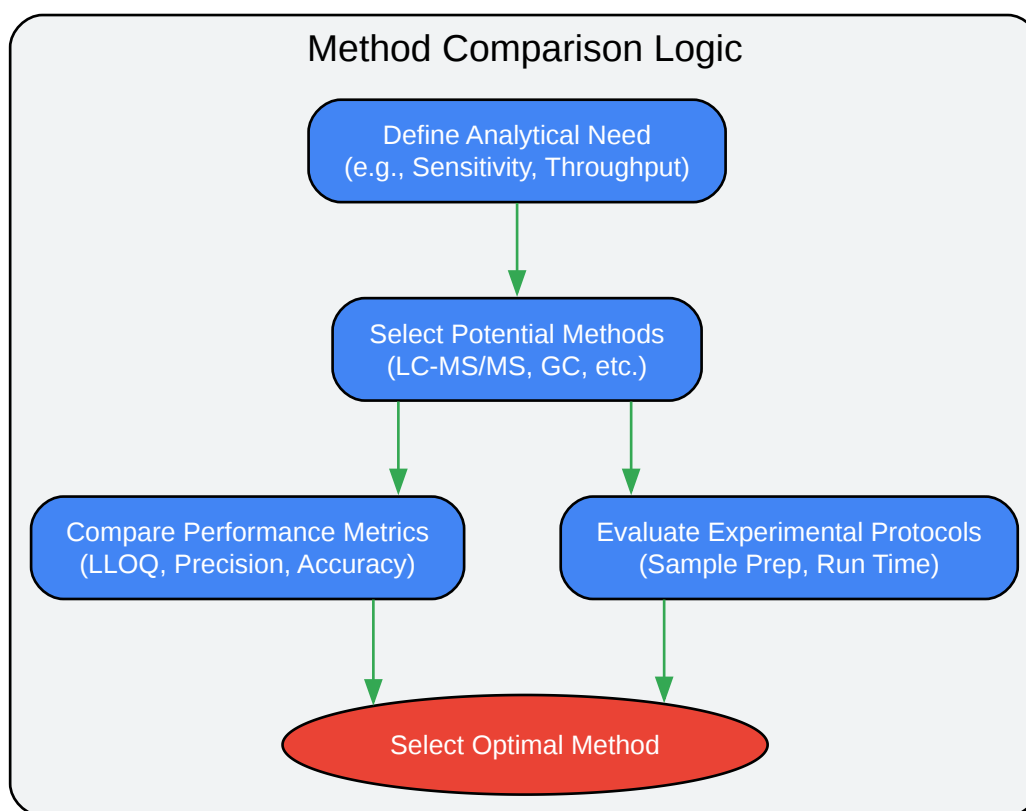 Method Comparison Logic
Define Analytical Need
(e.g., Sensitivity, Throughput)
Select Potential Methods
(LC-MS/MS, GC, etc.)
Compare Performance Metrics
(LLOQ, Precision, Accuracy)
Evaluate Experimental Protocols
(Sample Prep, Run Time)
Select Optimal Method